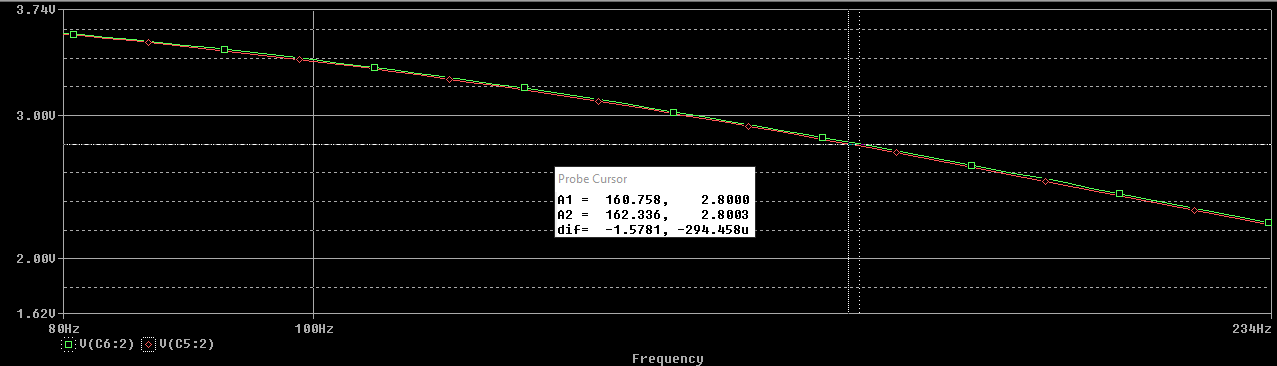 3.74V
3.00V
Probe Cursor
A1 = 160.758, 2.8000
A2 = 162.336, 2.8003
dif= -1.5781, -294.458u
2.00V
1.62V
80Hz 100Hz 234Hz
V(C6:2) V(C5:2)
Frequency